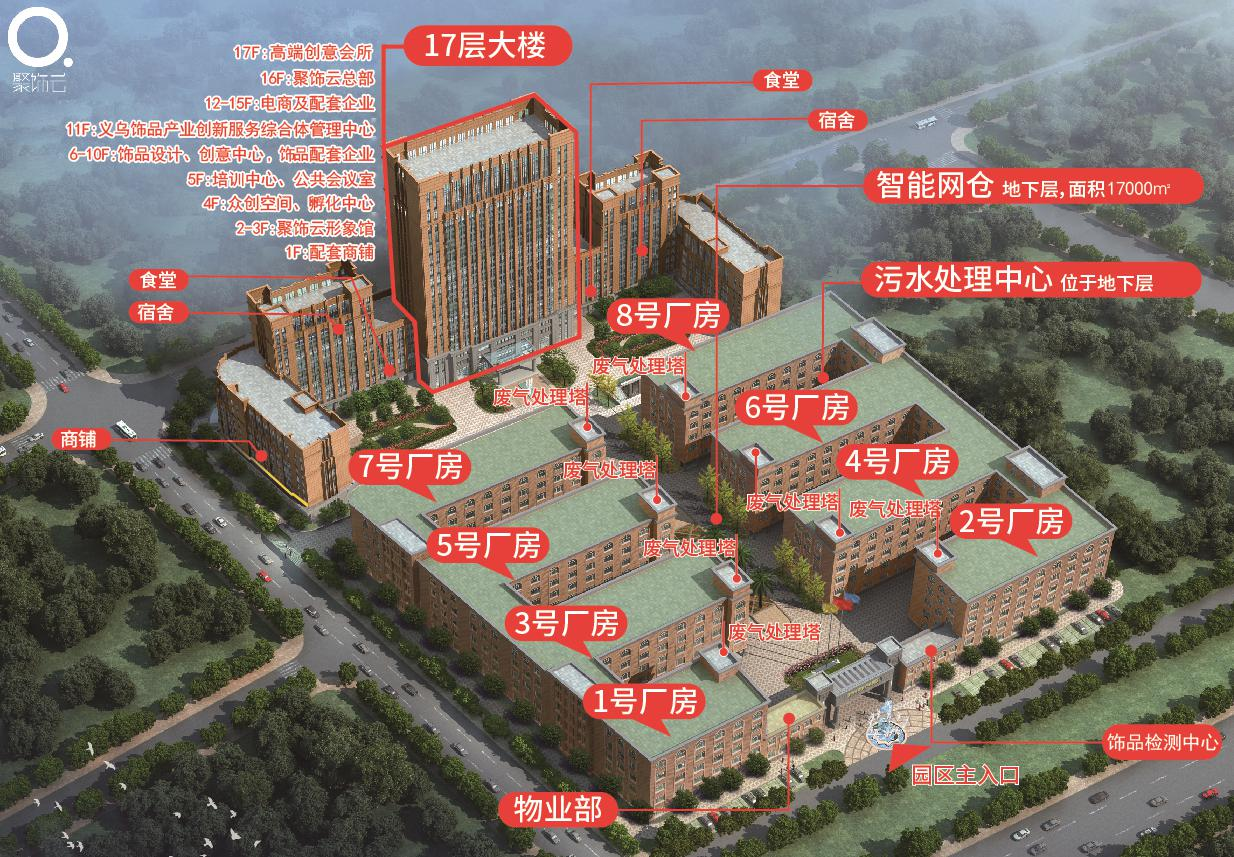 聚饰云
17层大楼
17F:高端创意会所
16F:聚饰云总部
12-15F:电商及配套企业
11F:义乌饰品产业创新服务综合体管理中心
6-10F:饰品设计、创意中心,饰品配套企业
5F:培训中心、公共会议室
4F:众创空间、孵化中心
2-3F:聚饰云形象馆
1F:配套商铺
食堂
宿舍
智能网仓 地下层,面积17000㎡
污水处理中心 位于地下层
食堂
宿舍
8号厂房
废气处理塔
废气处理塔
6号厂房
商铺
7号厂房
废气处理塔
4号厂房
废气处理塔
废气处理塔
2号厂房
5号厂房
废气处理塔
3号厂房
废气处理塔
1号厂房
饰品检测中心
园区主入口
物业部